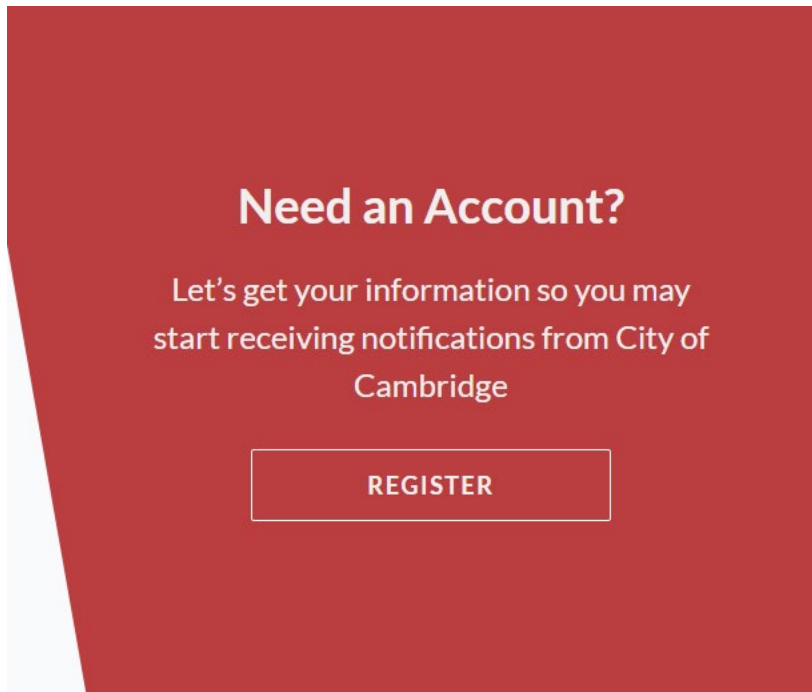 Need an Account?
Let’s get your information so you may
start receiving notifications from City of
Cambridge
REGISTER